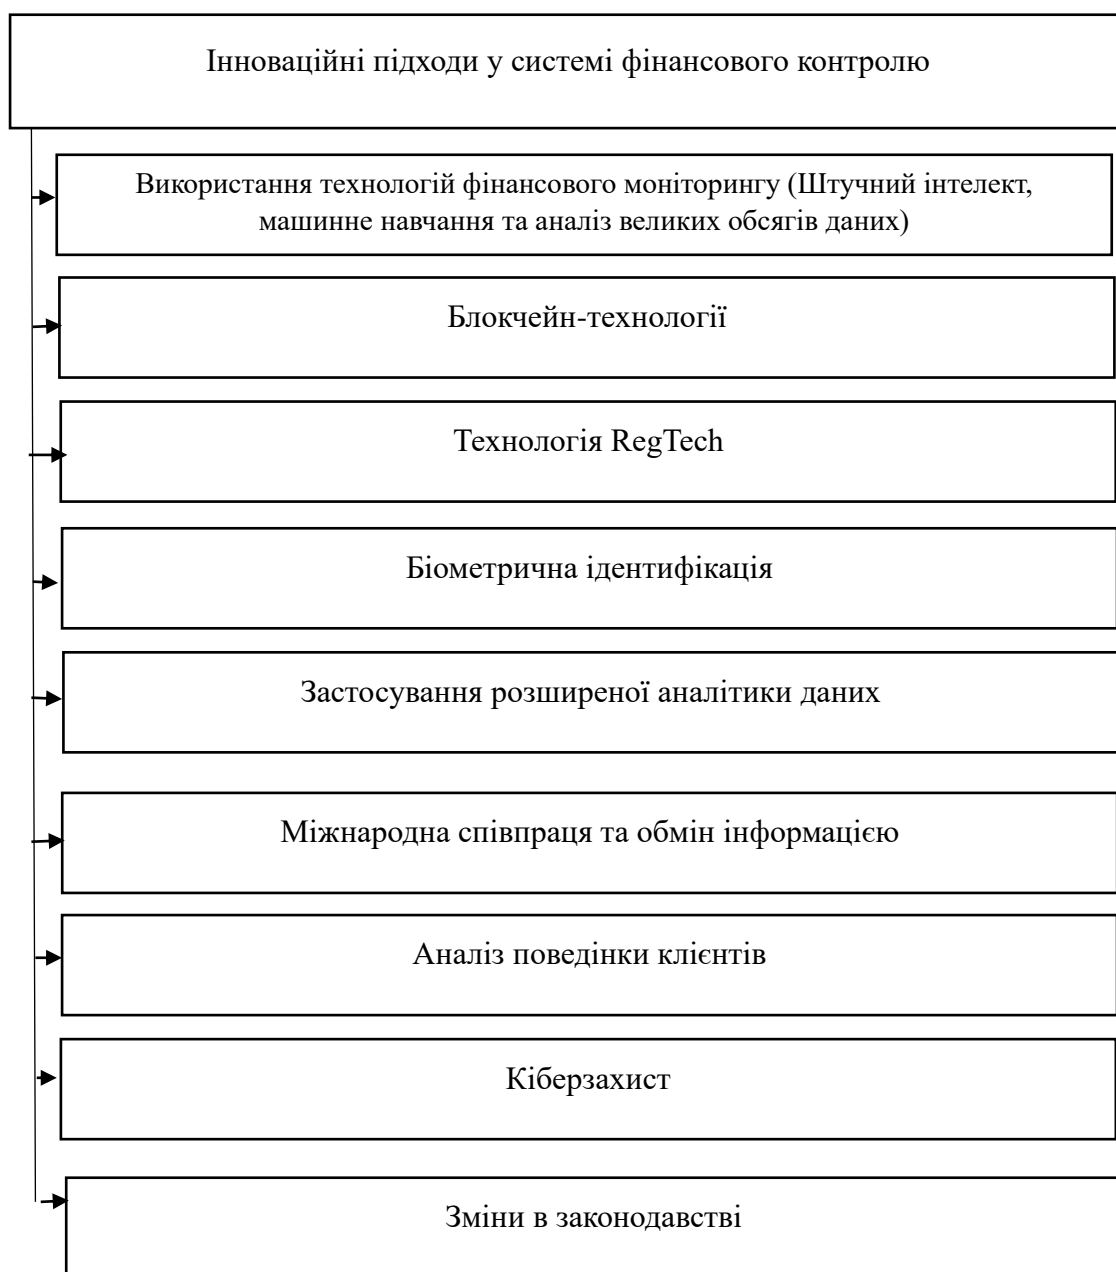 Інноваційні підходи у системі фінансового контролю
Використання технологій фінансового моніторингу (Штучний інтелект,
машинне навчання та аналіз великих обсягів даних)
Блокчейн-технології
Технологія RegTech
Біометрична ідентифікація
Застосування розширеної аналітики даних
Міжнародна співпраця та обмін інформацією
Аналіз поведінки клієнтів
Кіберзахист
Зміни в законодавстві